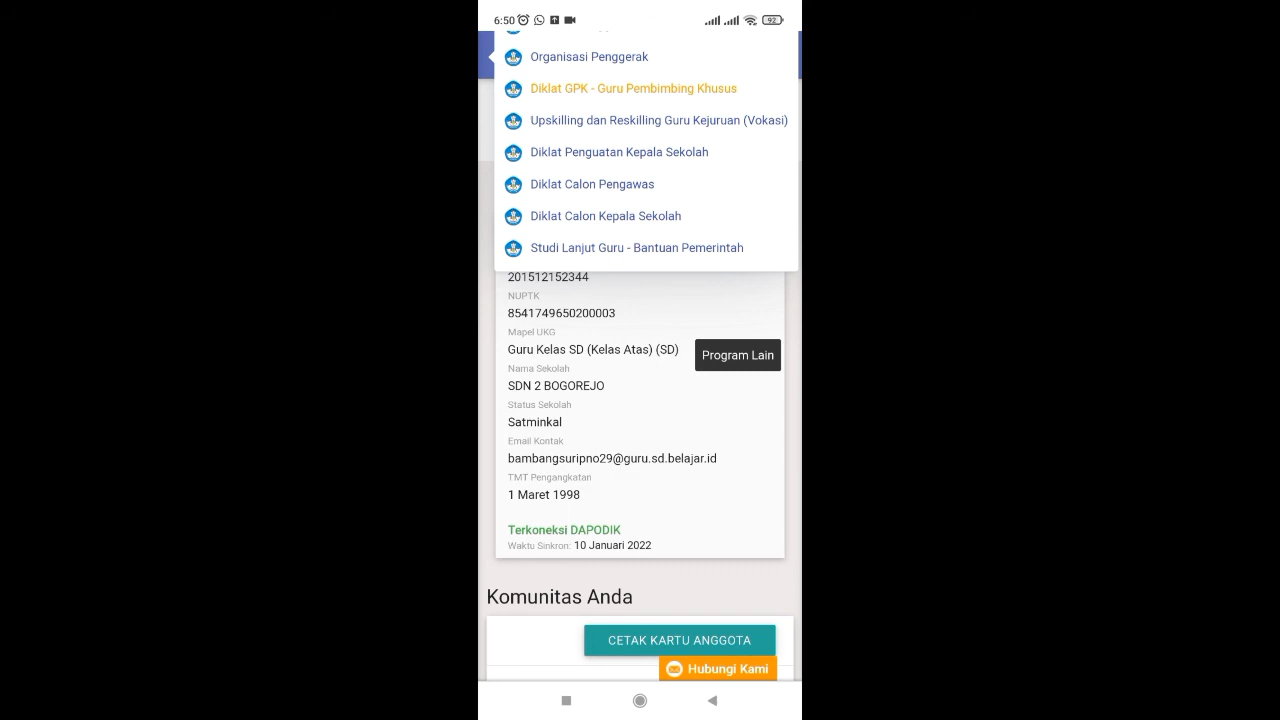 6:50
92
Organisasi Penggerak
Diklat GPK - Guru Pembimbing Khusus
Upskilling dan Reskilling Guru Kejuruan (Vokasi)
Diklat Penguatan Kepala Sekolah
Diklat Calon Pengawas
Diklat Calon Kepala Sekolah
Studi Lanjut Guru - Bantuan Pemerintah
201512152344
NUPTK
8541749650200003
Mapel UKG
Guru Kelas SD (Kelas Atas) (SD)
Program Lain
Nama Sekolah
SDN 2 BOGOREJO
Status Sekolah
Satminkal
Email Kontak
bambangsuripno29@guru.sd.belajar.id
TMT Pengangkatan
1 Maret 1998
Terkoneksi DAPODIK
Waktu Sinkron: 10 Januari 2022
Komunitas Anda
CETAK KARTU ANGGOTA
Hubungi Kami